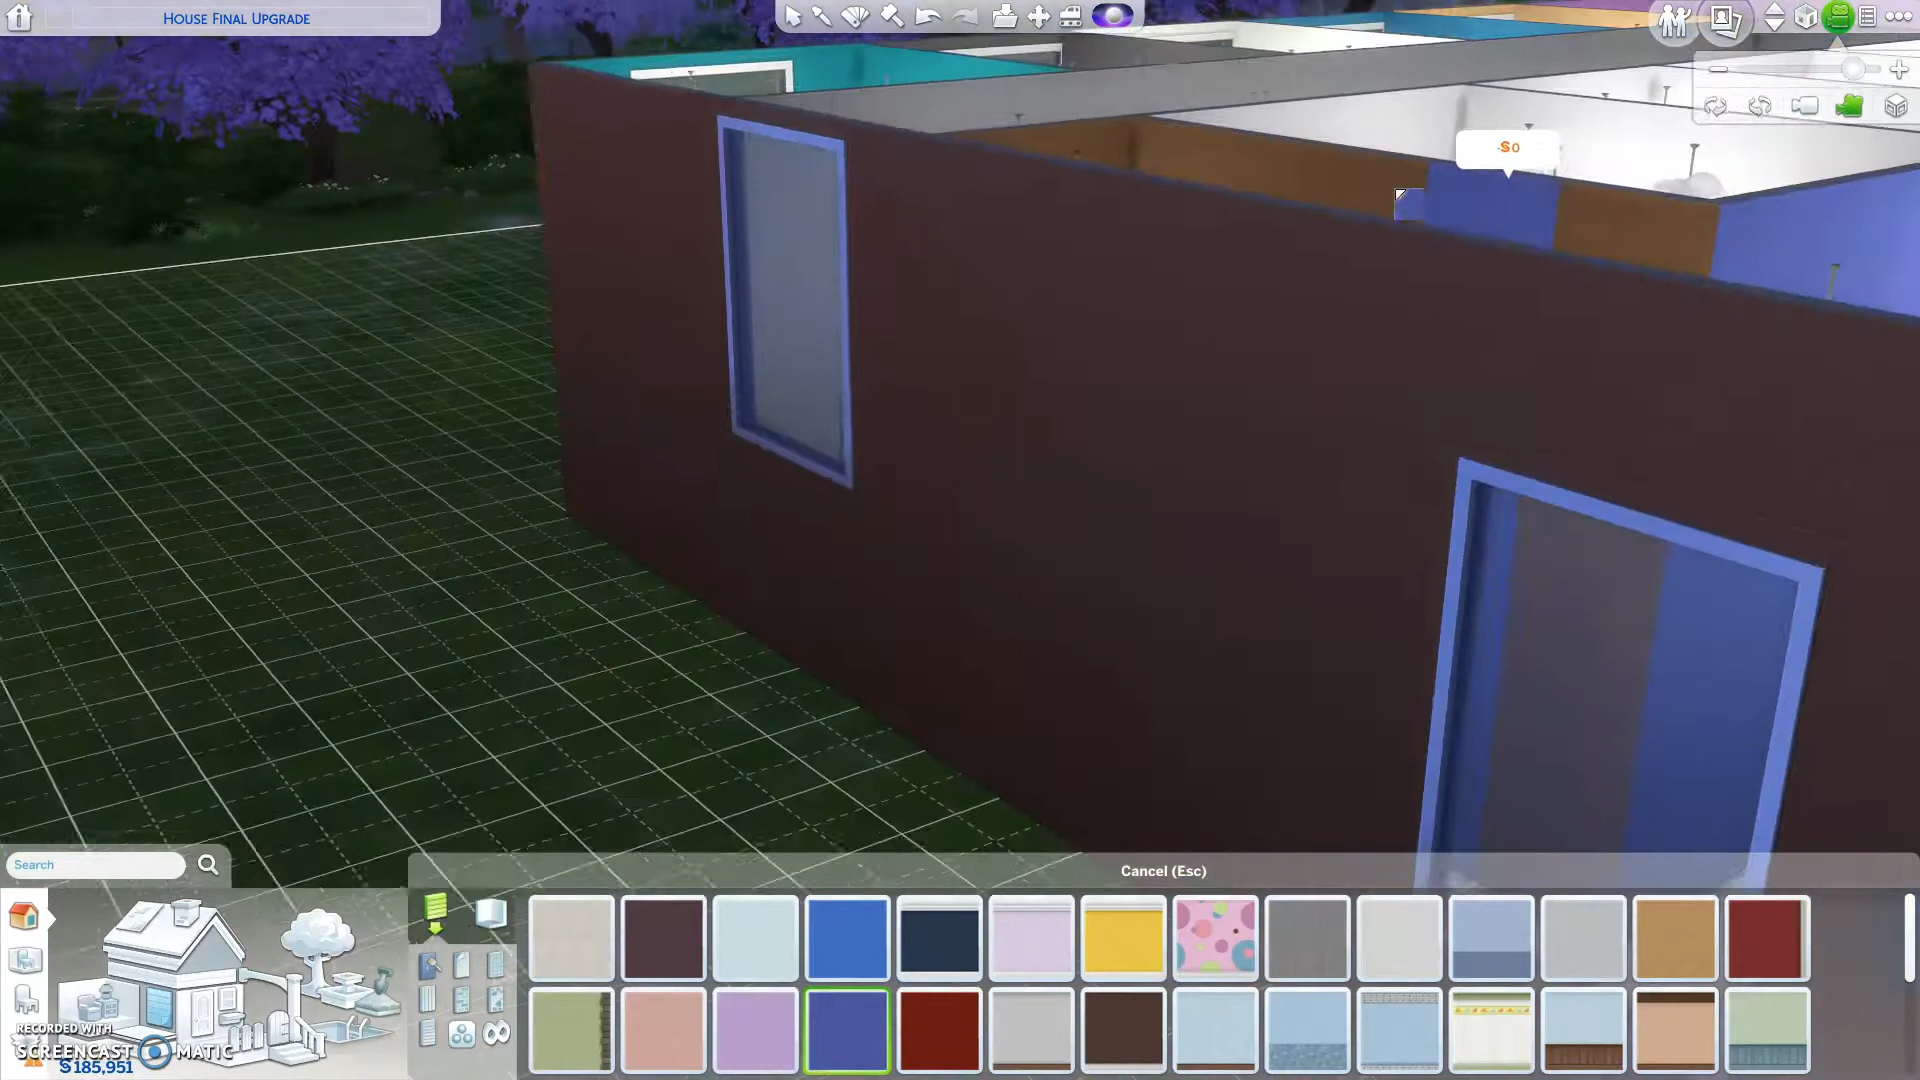 House Final Upgrade
-§0
Search
Cancel (Esc)
RECORDED WITH
SCREENCAST MATIC
§185,951